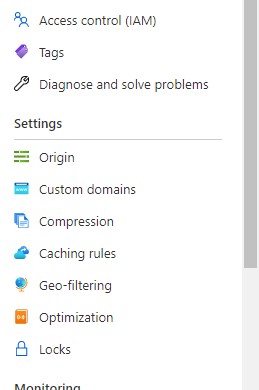 Access control (IAM)
Tags
Diagnose and solve problems
Settings
Origin
Custom domains
Compression
Caching rules
Geo-filtering
Optimization
Locks
Monitoring